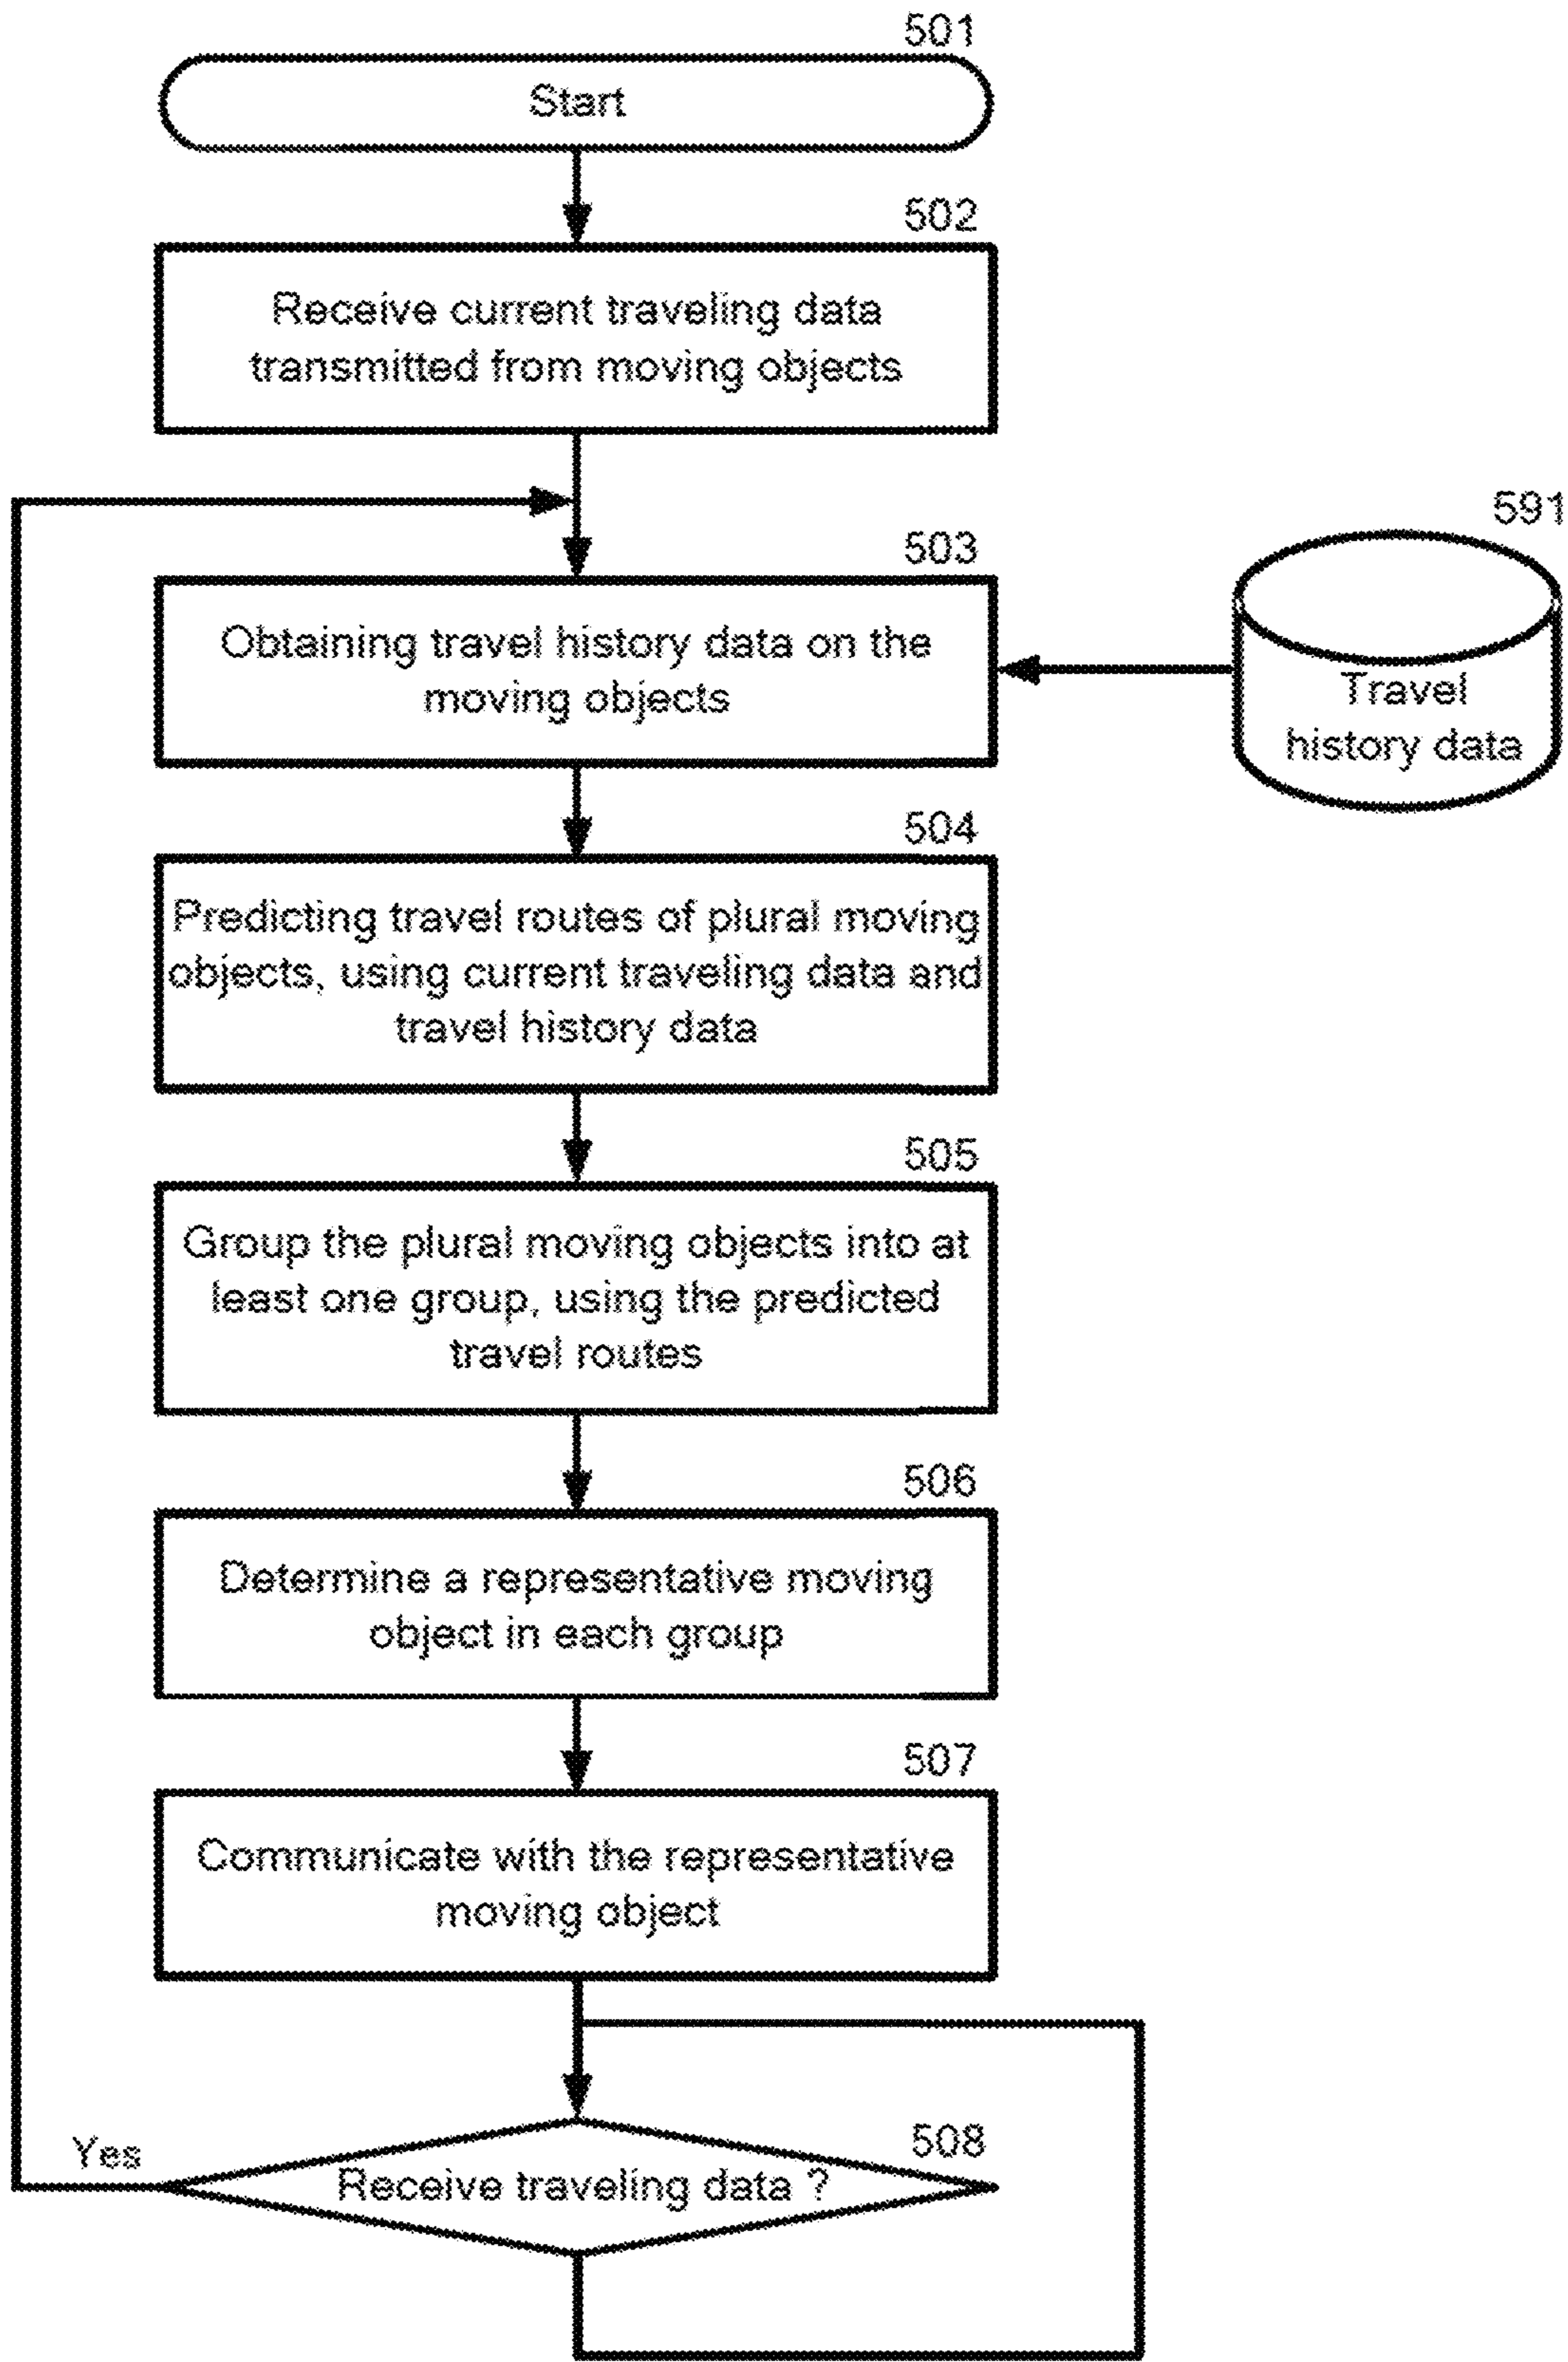 501
Start
502
Receive current traveling data
transmitted from moving objects
503
Obtaining travel history data on the
moving objects
591
Travel
history data
504
Predicting travel routes of plural moving
objects, using current traveling data and
travel history data
505
Group the plural moving objects into at
least one group, using the predicted
travel routes
506
Determine a representative moving
object in each group
507
Communicate with the representative
moving object
508
Yes
Receive traveling data ?